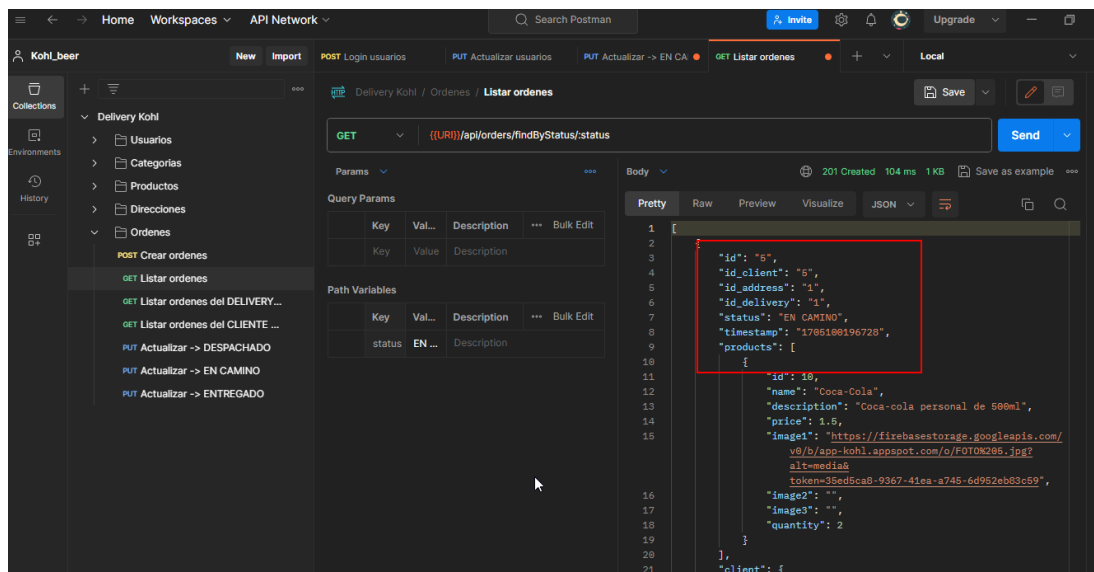 Home Workspaces API Network Search Postman Invite Upgrade
Kohl_beer New Import POST Login usuarios PUT Actualizar usuarios PUT Actualizar -> EN CA GET Listar ordenes Local
Collections
Environments
History
Delivery Kohl
Usuarios
Categorias
Productos
Direcciones
Ordenes
POST Crear ordenes
GET Listar ordenes
GET Listar ordenes del DELIVERY...
GET Listar ordenes del CLIENTE ...
PUT Actualizar -> DESPACHADO
PUT Actualizar -> EN CAMINO
PUT Actualizar -> ENTREGADO
HTTP Delivery Kohl / Ordenes / Listar ordenes Save
GET {{URI}}/api/orders/findByStatus/:status Send
Params
Query Params
Key Val... Description Bulk Edit
Key Value Description
Path Variables
Key Val... Description Bulk Edit
status EN ... Description
Body 201 Created 104 ms 1 KB Save as example
Pretty Raw Preview Visualize JSON
1 [
2 {
3 "id": "5",
4 "id_client": "5",
5 "id_address": "1",
6 "id_delivery": "1",
7 "status": "EN CAMINO",
8 "timestamp": "1705100196728",
9 "products": [
10 {
11 "id": 10,
12 "name": "Coca-Cola",
13 "description": "Coca-cola personal de 500ml",
14 "price": 1.5,
15 "image1": "https://firebasestorage.googleapis.com/
v0/b/app-kohl.appspot.com/o/FOTO%205.jpg?
alt=media&
token=35ed5ca8-9367-41ea-a745-6d952eb83c59",
16 "image2": "",
17 "image3": "",
18 "quantity": 2
19 }
20 ],
21 "client": {